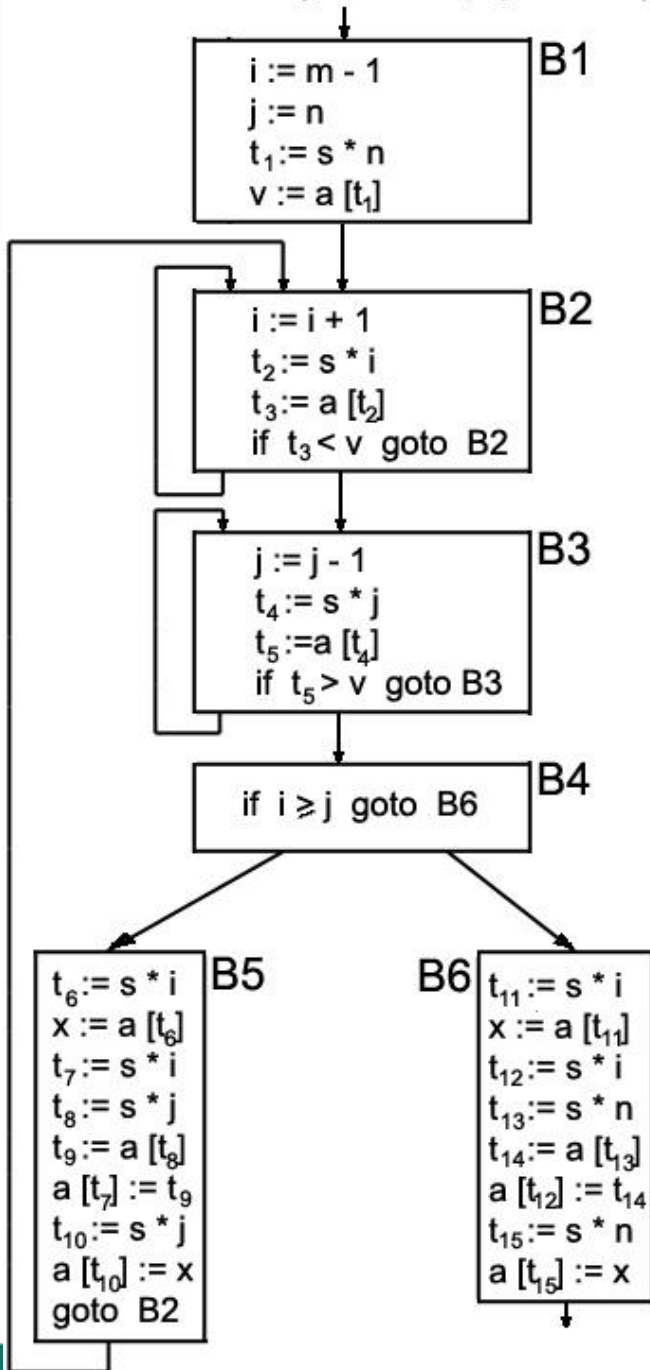 B1
i := m - 1
j := n
t₁:= s * n
v := a [t₁]
B2
i := i + 1
t₂:= s * i
t₃:= a [t₂]
if t₃< v goto B2
B3
j := j - 1
t₄:= s * j
t₅:=a [t₄]
if t₅> v goto B3
B4
if i ⩾ j goto B6
B5
t₆:= s * i
x := a [t₆]
t₇:= s * i
t₈:= s * j
t₉:= a [t₈]
a [t₇] := t₉
t₁₀:= s * j
a [t₁₀] := x
goto B2
B6
t₁₁:= s * i
x := a [t₁₁]
t₁₂:= s * i
t₁₃:= s * n
t₁₄:= a [t₁₃]
a [t₁₂] := t₁₄
t₁₅:= s * n
a [t₁₅] := x